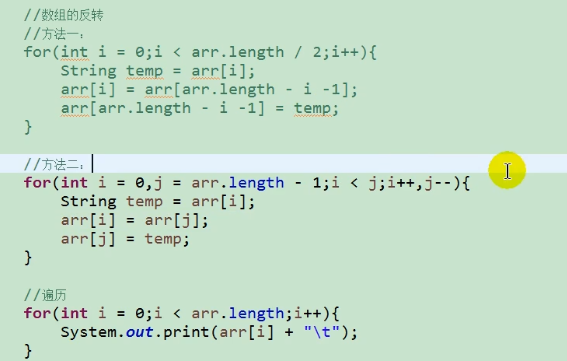 //数组的反转
//方法一:
for(int i = 0;i < arr.length / 2;i++){
    String temp = arr[i];
    arr[i] = arr[arr.length - i -1];
    arr[arr.length - i -1] = temp;
}
//方法二:
for(int i = 0,j = arr.length - 1;i < j;i++,j--){
    String temp = arr[i];
    arr[i] = arr[j];
    arr[j] = temp;
}
//遍历
for(int i = 0;i < arr.length;i++){
    System.out.print(arr[i] + "\t");
}